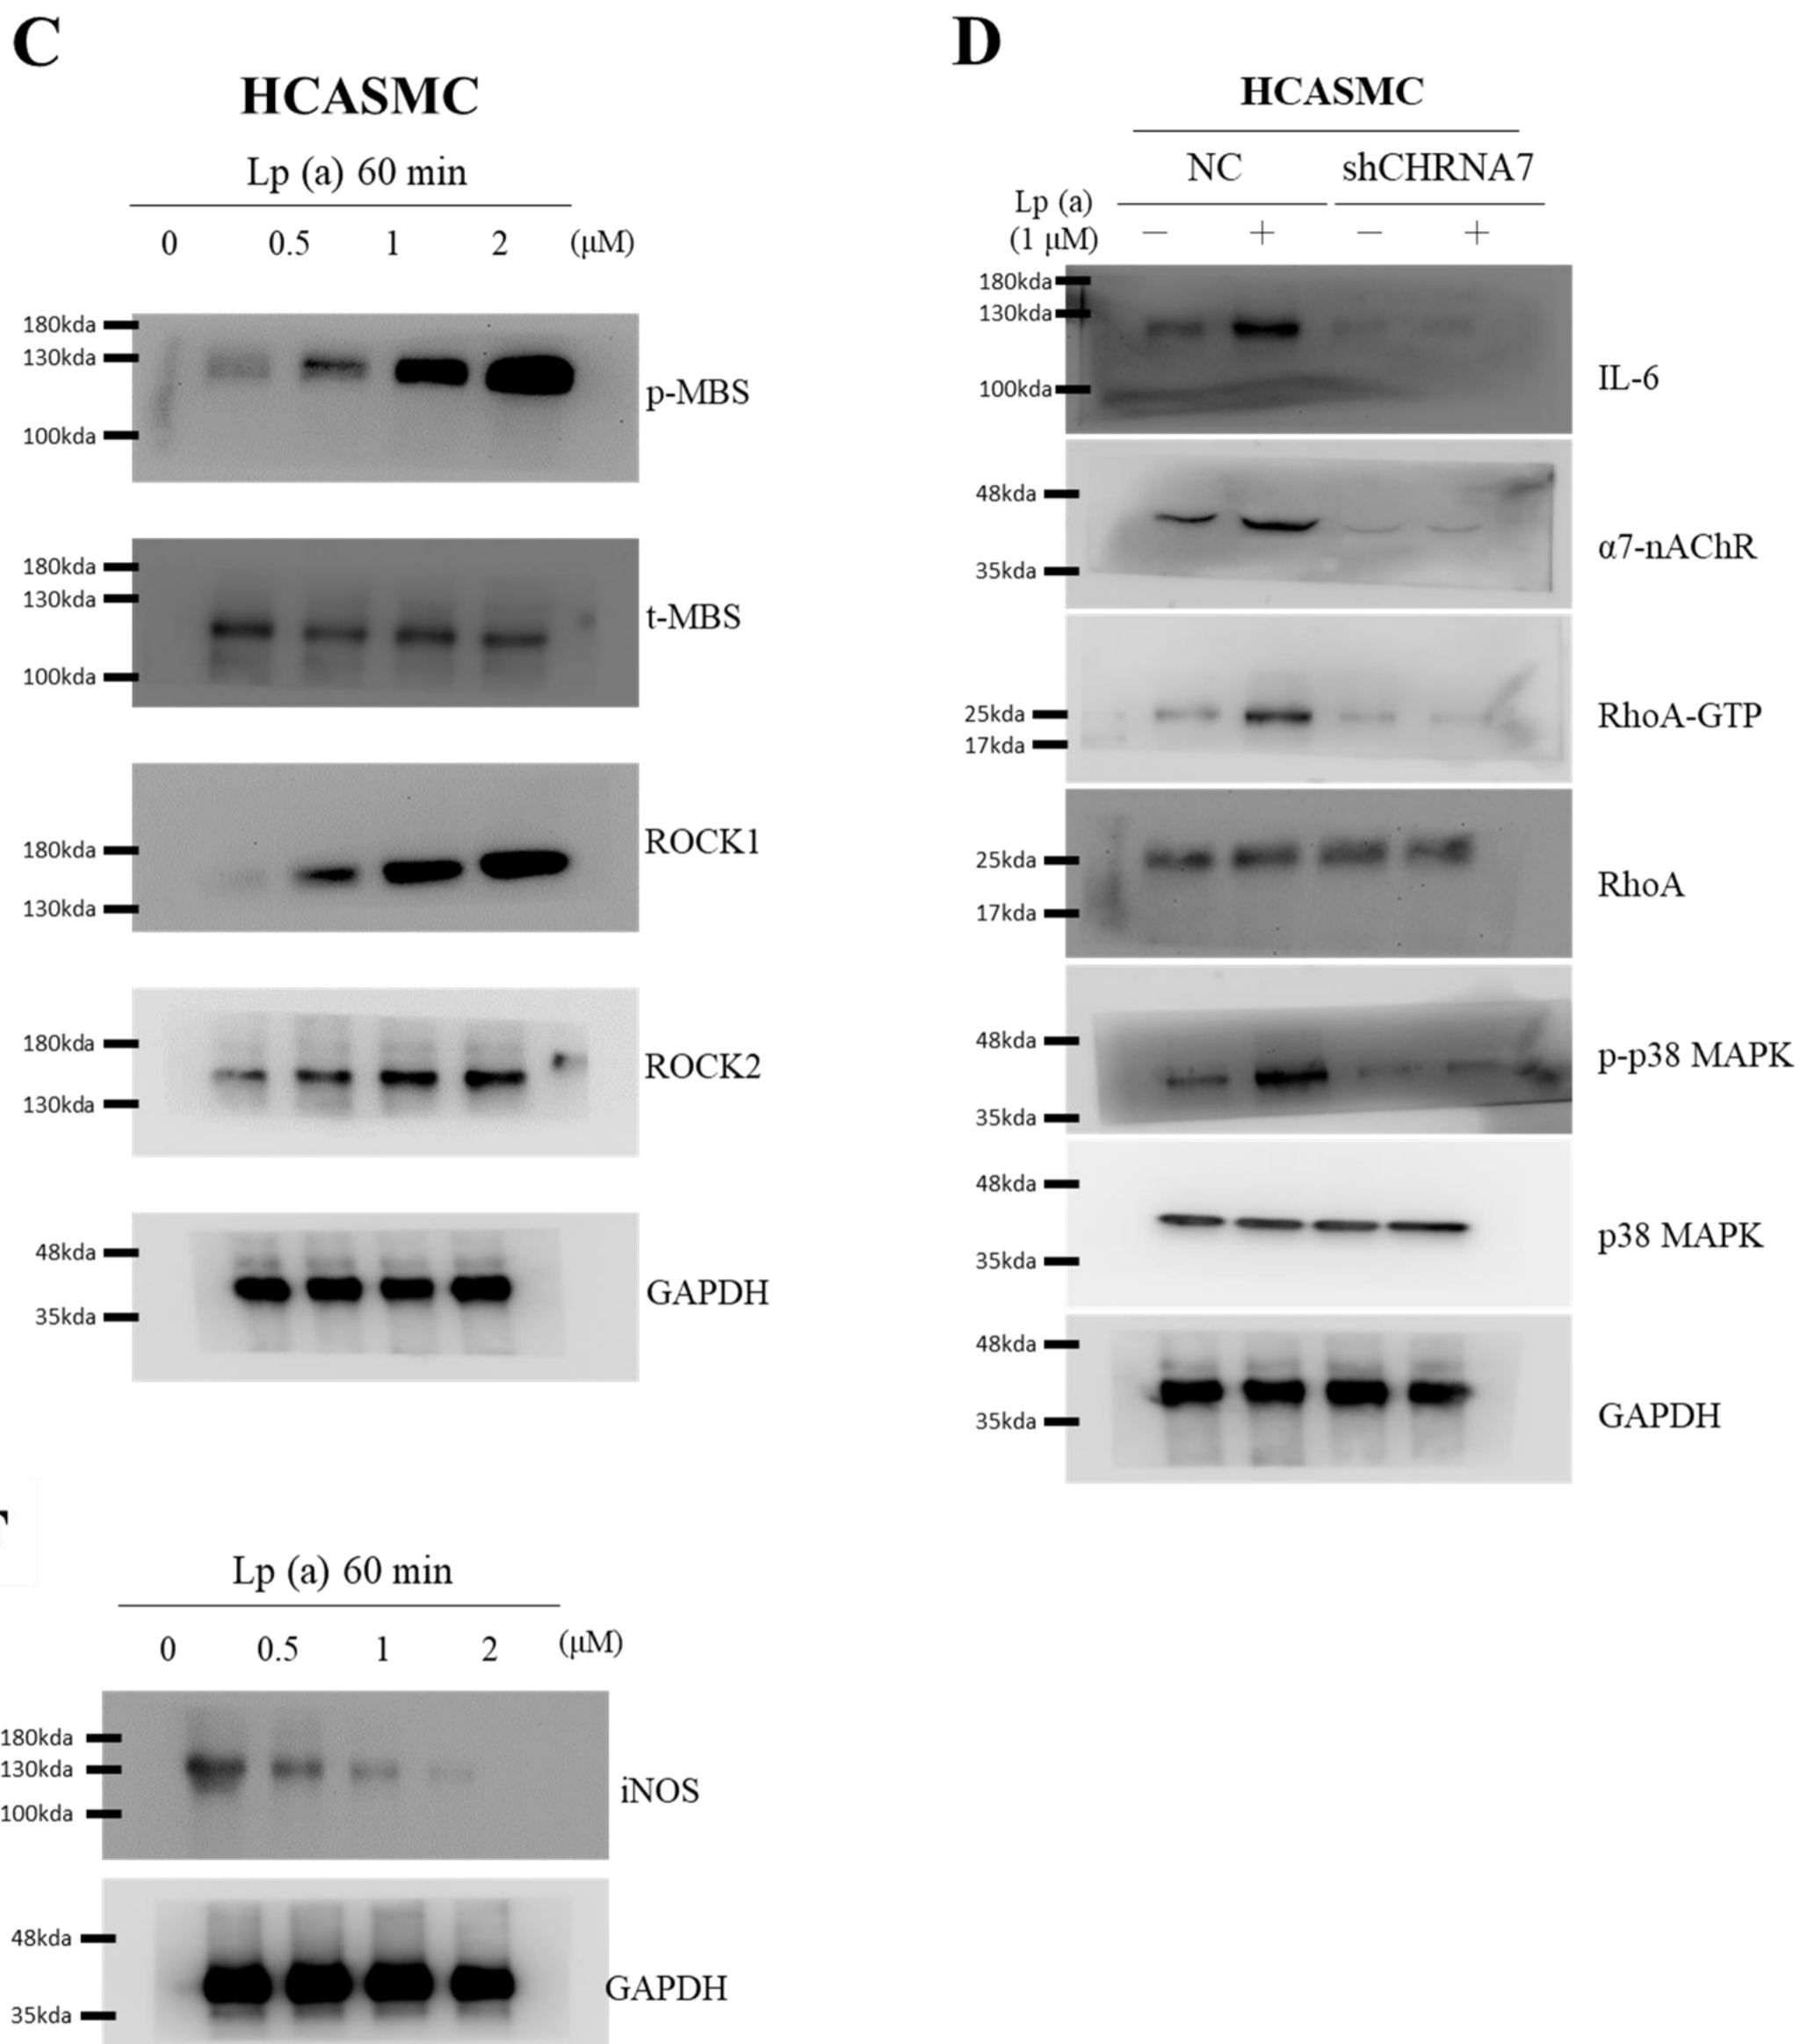 C
HCASMC
Lp (a) 60 min
0 0.5 1 2 (μM)
180kda
130kda
100kda
p-MBS
180kda
130kda
100kda
t-MBS
180kda
130kda
ROCK1
180kda
130kda
ROCK2
48kda
35kda
GAPDH
D
HCASMC
NC shCHRNA7
Lp (a)
(1 μM) − + − +
180kda
130kda
100kda
IL-6
48kda
35kda
α7-nAChR
25kda
17kda
RhoA-GTP
25kda
17kda
RhoA
48kda
35kda
p-p38 MAPK
48kda
35kda
p38 MAPK
48kda
35kda
GAPDH
Lp (a) 60 min
0 0.5 1 2 (μM)
180kda
130kda
100kda
iNOS
48kda
35kda
GAPDH